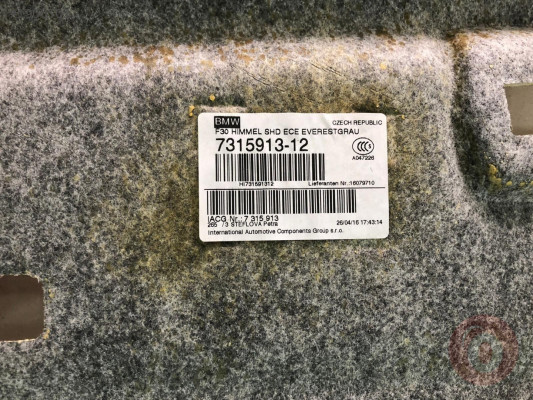 BMW CZECH REPUBLIC
F30 HIMMEL SHD ECE EVERESTGRAU
7315913-12
A047226
HI731591312 Lieferanten Nr.:16079710
IACG Nr.: 7 315 913
265 /3 STEFLOVA Petra 26/04/16 17:43:14
International Automotive Components Group s.r.o.